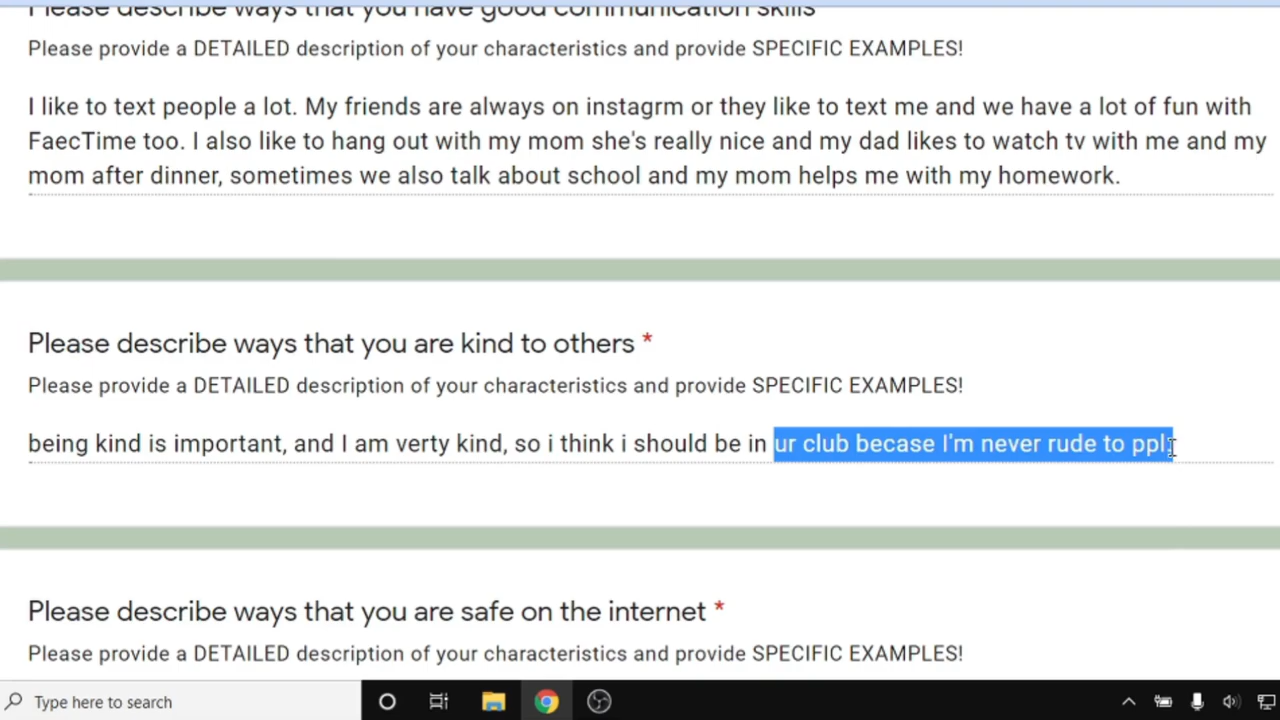 Please describe ways that you have good communication skills
Please provide a DETAILED description of your characteristics and provide SPECIFIC EXAMPLES!
I like to text people a lot. My friends are always on instagrm or they like to text me and we have a lot of fun with
FaecTime too. I also like to hang out with my mom she's really nice and my dad likes to watch tv with me and my
mom after dinner, sometimes we also talk about school and my mom helps me with my homework.
Please describe ways that you are kind to others *
Please provide a DETAILED description of your characteristics and provide SPECIFIC EXAMPLES!
being kind is important, and I am verty kind, so i think i should be in ur club becase I'm never rude to ppl.
Please describe ways that you are safe on the internet *
Please provide a DETAILED description of your characteristics and provide SPECIFIC EXAMPLES!
Type here to search